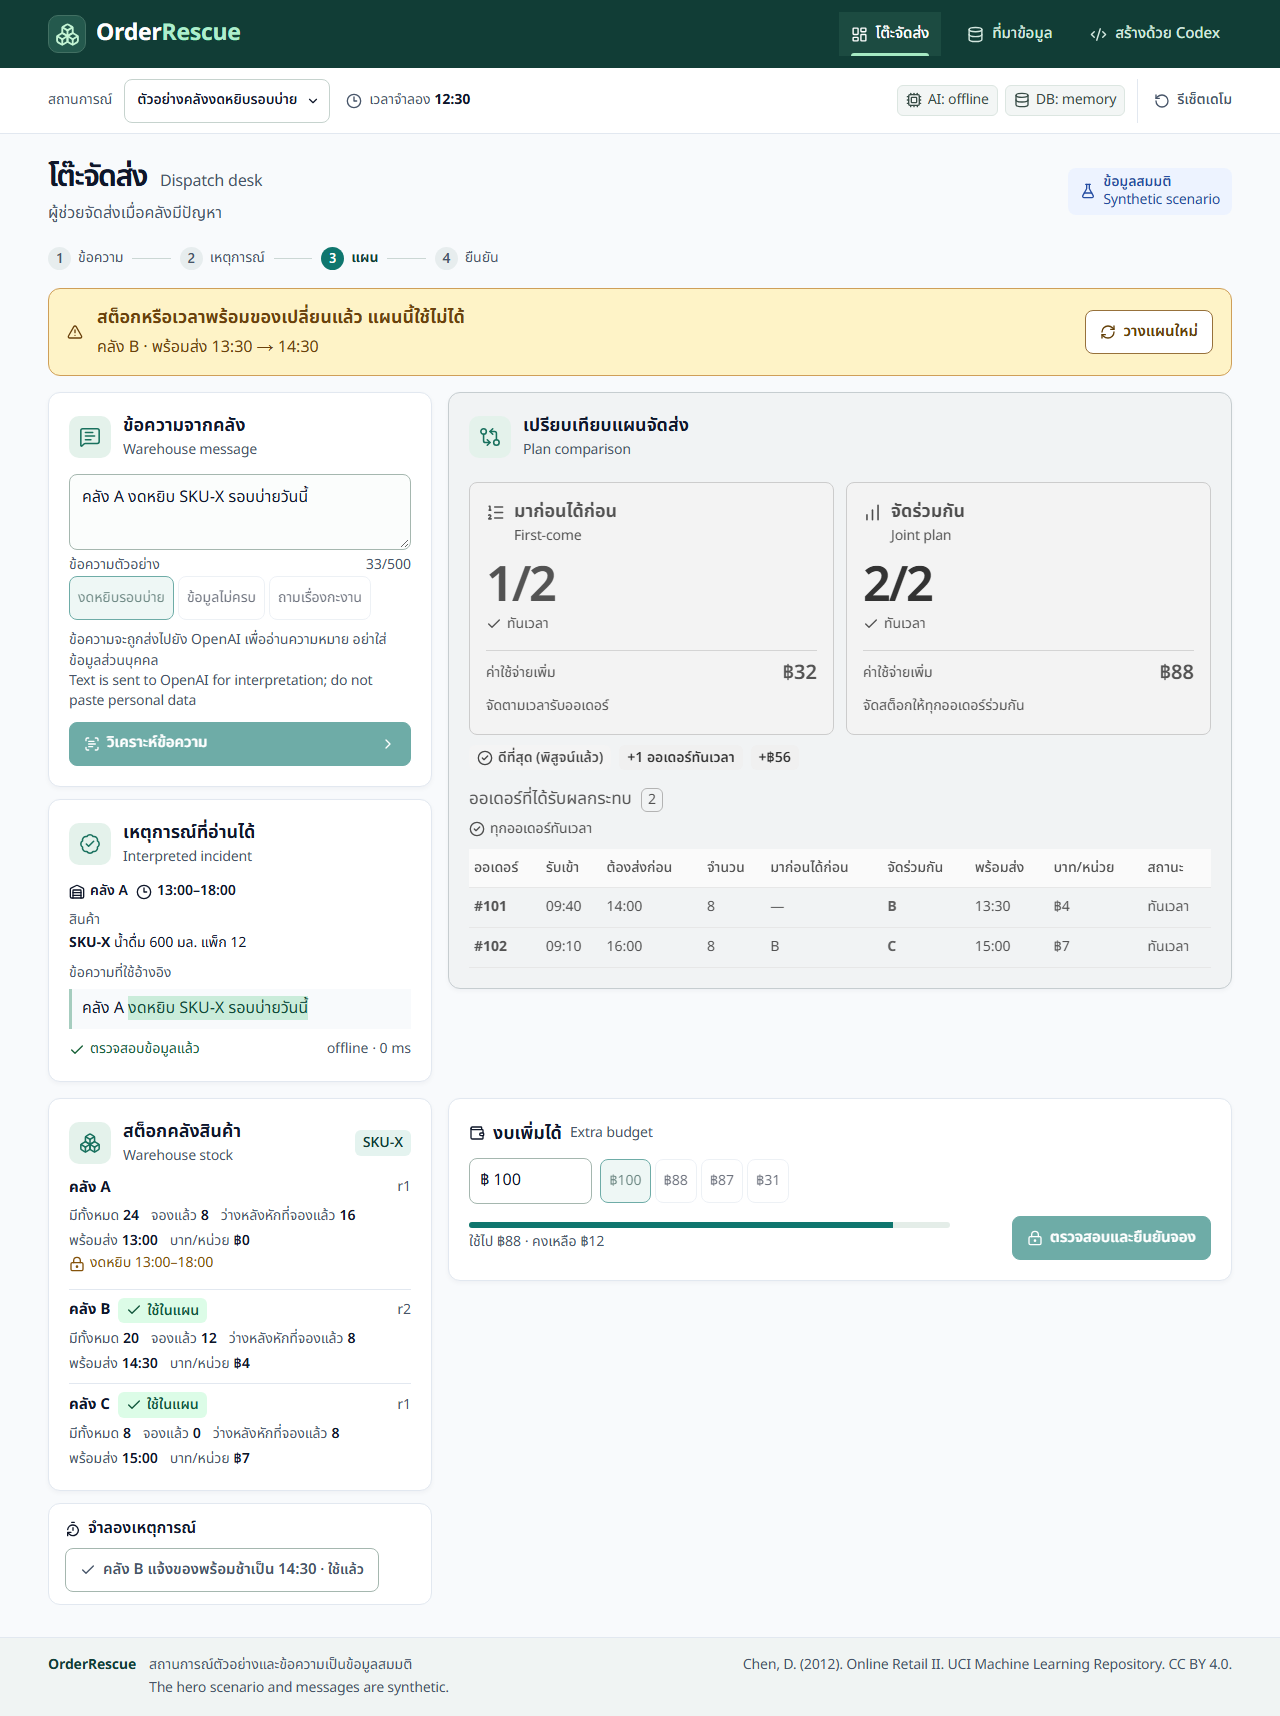 OrderRescue
โต๊ะจัดส่ง
ที่มาข้อมูล
สร้างด้วย Codex
สถานการณ์
ตัวอย่างคลังงดหยิบรอบบ่าย
เวลาจำลอง 12:30
AI: offline
DB: memory
รีเซ็ตเดโม
โต๊ะจัดส่ง Dispatch desk
ผู้ช่วยจัดส่งเมื่อคลังมีปัญหา
ข้อมูลสมมติ
Synthetic scenario
1 ข้อความ
2 เหตุการณ์
3 แผน
4 ยืนยัน
สต็อกหรือเวลาพร้อมของเปลี่ยนแล้ว แผนนี้ใช้ไม่ได้
คลัง B · พร้อมส่ง 13:30 → 14:30
วางแผนใหม่
ข้อความจากคลัง
Warehouse message
คลัง A งดหยิบ SKU-X รอบบ่ายวันนี้
ข้อความตัวอย่าง 33/500
งดหยิบรอบบ่าย
ข้อมูลไม่ครบ
ถามเรื่องกะงาน
ข้อความจะถูกส่งไปยัง OpenAI เพื่ออ่านความหมาย อย่าใส่
ข้อมูลส่วนบุคคล
Text is sent to OpenAI for interpretation; do not
paste personal data
วิเคราะห์ข้อความ
เหตุการณ์ที่อ่านได้
Interpreted incident
คลัง A 13:00–18:00
สินค้า
SKU-X น้ำดื่ม 600 มล. แพ็ก 12
ข้อความที่ใช้อ้างอิง
คลัง A งดหยิบ SKU-X รอบบ่ายวันนี้
ตรวจสอบข้อมูลแล้ว offline · 0 ms
เปรียบเทียบแผนจัดส่ง
Plan comparison
มาก่อนได้ก่อน
First-come
1/2
ทันเวลา
ค่าใช้จ่ายเพิ่ม ฿32
จัดตามเวลารับออเดอร์
จัดร่วมกัน
Joint plan
2/2
ทันเวลา
ค่าใช้จ่ายเพิ่ม ฿88
จัดสต็อกให้ทุกออเดอร์ร่วมกัน
ดีที่สุด (พิสูจน์แล้ว) +1 ออเดอร์ทันเวลา +฿56
ออเดอร์ที่ได้รับผลกระทบ 2
ทุกออเดอร์ทันเวลา
ออเดอร์ รับเข้า ต้องส่งก่อน จำนวน มาก่อนได้ก่อน จัดร่วมกัน พร้อมส่ง บาท/หน่วย สถานะ
#101 09:40 14:00 8 — B 13:30 ฿4 ทันเวลา
#102 09:10 16:00 8 B C 15:00 ฿7 ทันเวลา
สต็อกคลังสินค้า
Warehouse stock
SKU-X
คลัง A r1
มีทั้งหมด 24 จองแล้ว 8 ว่างหลังหักที่จองแล้ว 16
พร้อมส่ง 13:00 บาท/หน่วย ฿0
งดหยิบ 13:00–18:00
คลัง B ใช้ในแผน r2
มีทั้งหมด 20 จองแล้ว 12 ว่างหลังหักที่จองแล้ว 8
พร้อมส่ง 14:30 บาท/หน่วย ฿4
คลัง C ใช้ในแผน r1
มีทั้งหมด 8 จองแล้ว 0 ว่างหลังหักที่จองแล้ว 8
พร้อมส่ง 15:00 บาท/หน่วย ฿7
งบเพิ่มได้ Extra budget
฿ 100
฿100
฿88
฿87
฿31
ใช้ไป ฿88 · คงเหลือ ฿12
ตรวจสอบและยืนยันจอง
จำลองเหตุการณ์
คลัง B แจ้งของพร้อมช้าเป็น 14:30 · ใช้แล้ว
OrderRescue
สถานการณ์ตัวอย่างและข้อความเป็นข้อมูลสมมติ
The hero scenario and messages are synthetic.
Chen, D. (2012). Online Retail II. UCI Machine Learning Repository. CC BY 4.0.